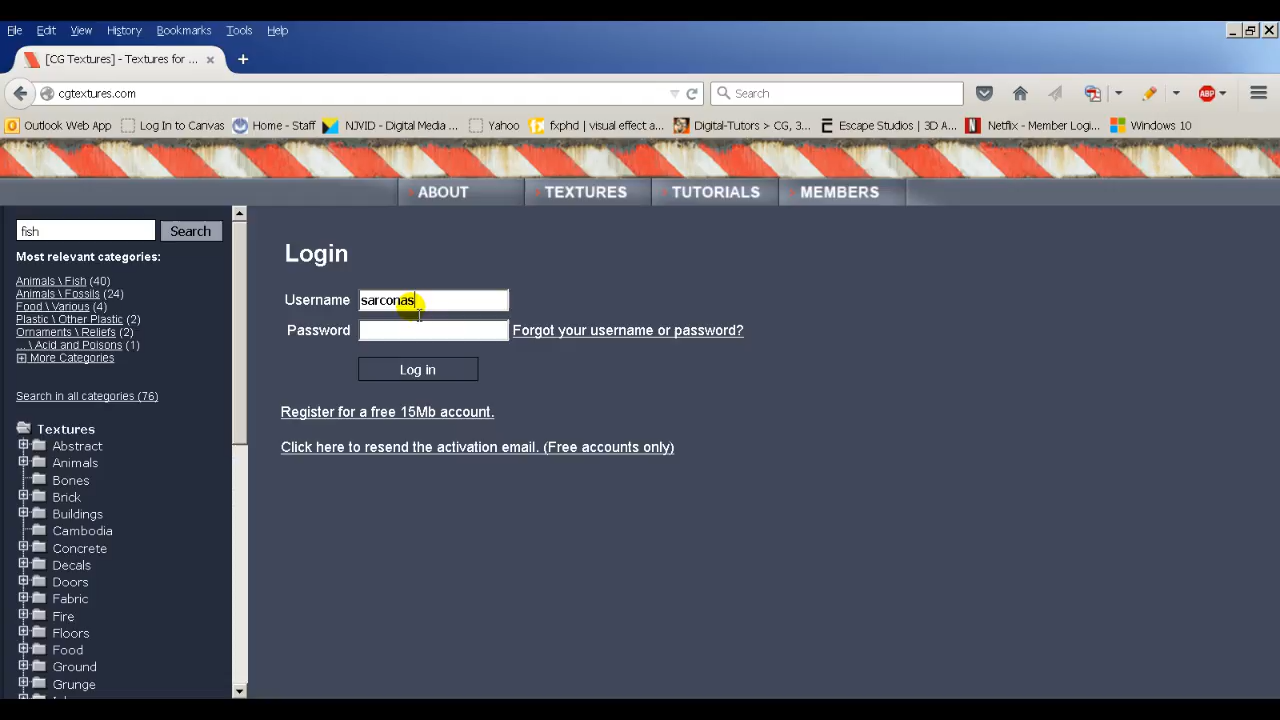 File Edit View History Bookmarks Tools Help
[CG Textures] - Textures for ... × +
cgtextures.com Search ABP
Outlook Web App Log In to Canvas Home - Staff NJVID - Digital Media ... Yahoo fxphd | visual effect a... Digital-Tutors > CG, 3... Escape Studios | 3D A... Netflix - Member Logi... Windows 10
ABOUT TEXTURES TUTORIALS MEMBERS
fish Search
Most relevant categories:
Animals \ Fish (40)
Animals \ Fossils (24)
Food \ Various (4)
Plastic \ Other Plastic (2)
Ornaments \ Reliefs (2)
... \ Acid and Poisons (1)
More Categories
Search in all categories (76)
Textures
Abstract
Animals
Bones
Brick
Buildings
Cambodia
Concrete
Decals
Doors
Fabric
Fire
Floors
Food
Ground
Grunge
Login
Username sarconas
Password Forgot your username or password?
Log in
Register for a free 15Mb account.
Click here to resend the activation email. (Free accounts only)